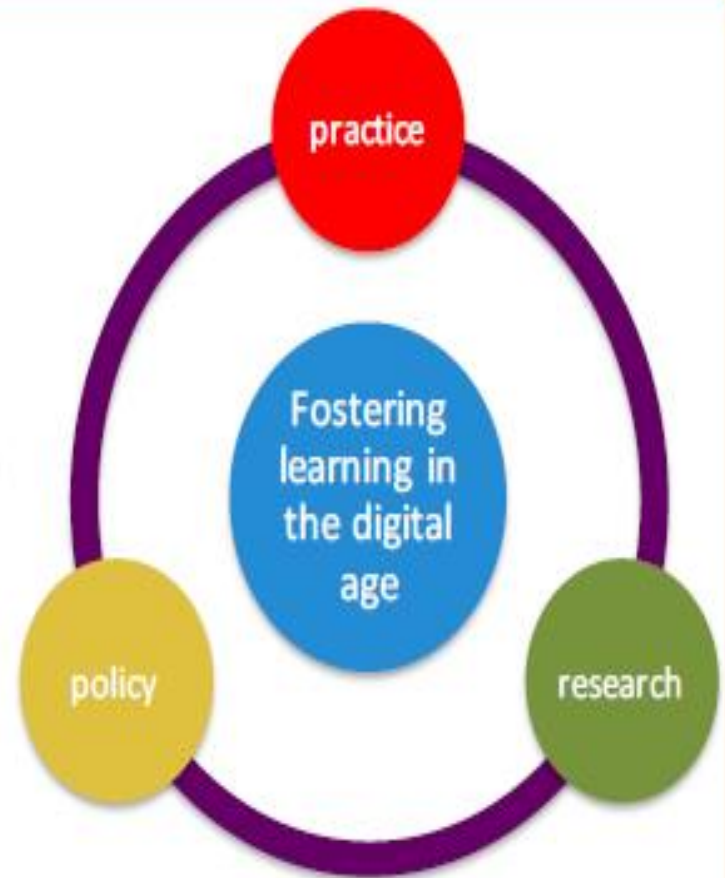 practice
Fostering
learning in
the digital
age
policy
research